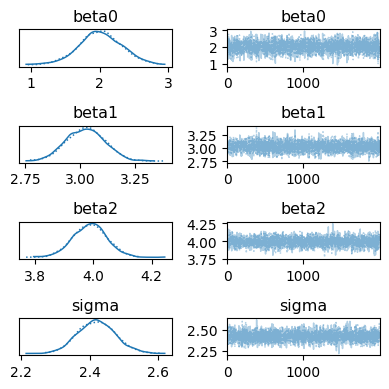 beta0 beta0
3
2
1
1 2 3 0 1000
beta1 beta1
3.25
3.00
2.75
2.75 3.00 3.25 0 1000
beta2 beta2
4.25
4.00
3.75
3.8 4.0 4.2 0 1000
sigma sigma
2.50
2.25
2.2 2.4 2.6 0 1000